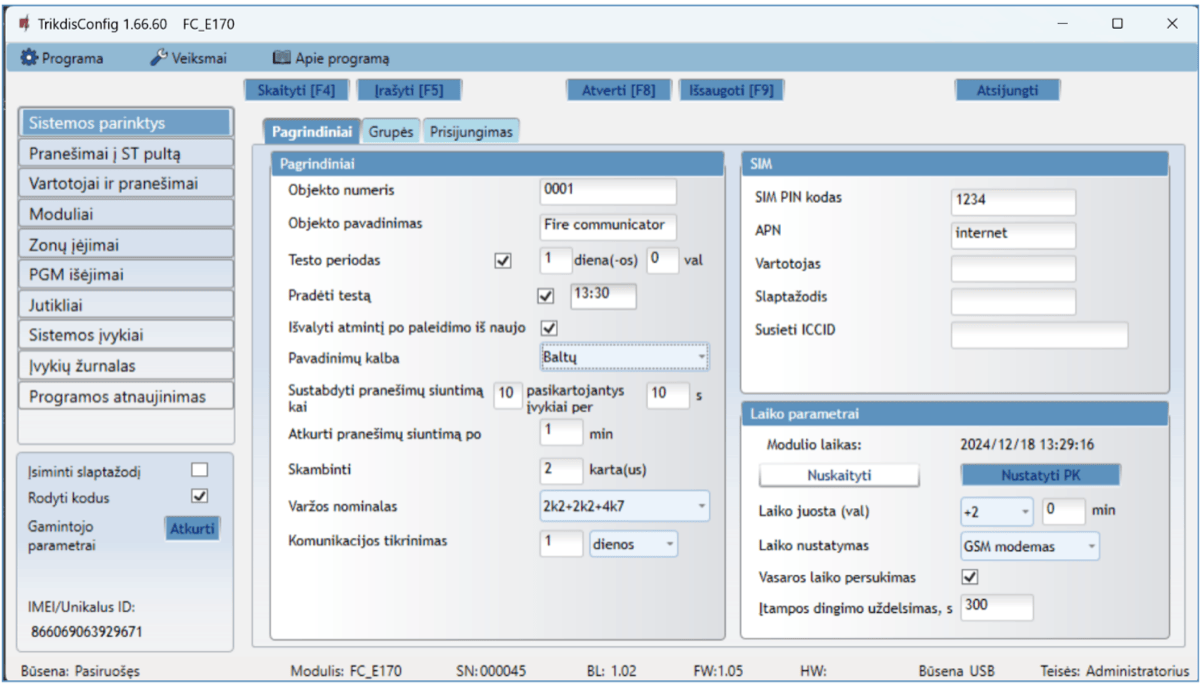 TrikdisConfig 1.66.60 FC_E170
Programa Veiksmai Apie programą
Skaityti [F4] Įrašyti [F5] Atverti [F8] Išsaugoti [F9] Atsijungti
Sistemos parinktys
Pranešimai į ST pultą
Vartotojai ir pranešimai
Moduliai
Zonų įėjimai
PGM išėjimai
Jutikliai
Sistemos įvykiai
Įvykių žurnalas
Programos atnaujinimas
Įsiminti slaptažodį
Rodyti kodus
Gamintojo
parametrai
Atkurti
IMEI/Unikalus ID:
866069063929671
Pagrindiniai Grupės Prisijungimas
Pagrindiniai
Objekto numeris 0001
Objekto pavadinimas Fire communicator
Testo periodas 1 diena(-os) 0 val
Pradėti testą 13:30
Išvalyti atmintį po paleidimo iš naujo
Pavadinimų kalba Baltų
Sustabdyti pranešimų siuntimą
kai
10 pasikartojantys
įvykiai per
10 s
Atkurti pranešimų siuntimą po 1 min
Skambinti 2 karta(us)
Varžos nominalas 2k2+2k2+4k7
Komunikacijos tikrinimas 1 dienos
SIM
SIM PIN kodas 1234
APN internet
Vartotojas
Slaptažodis
Susieti ICCID
Laiko parametrai
Modulio laikas: 2024/12/18 13:29:16
Nuskaityti Nustatyti PK
Laiko juosta (val) +2 0 min
Laiko nustatymas GSM modemas
Vasaros laiko persukimas
Įtampos dingimo uždelsimas, s 300
Būsena: Pasiruošęs Modulis: FC_E170 SN:000045 BL: 1.02 FW:1.05 HW: Būsena USB Teisės: Administratorius